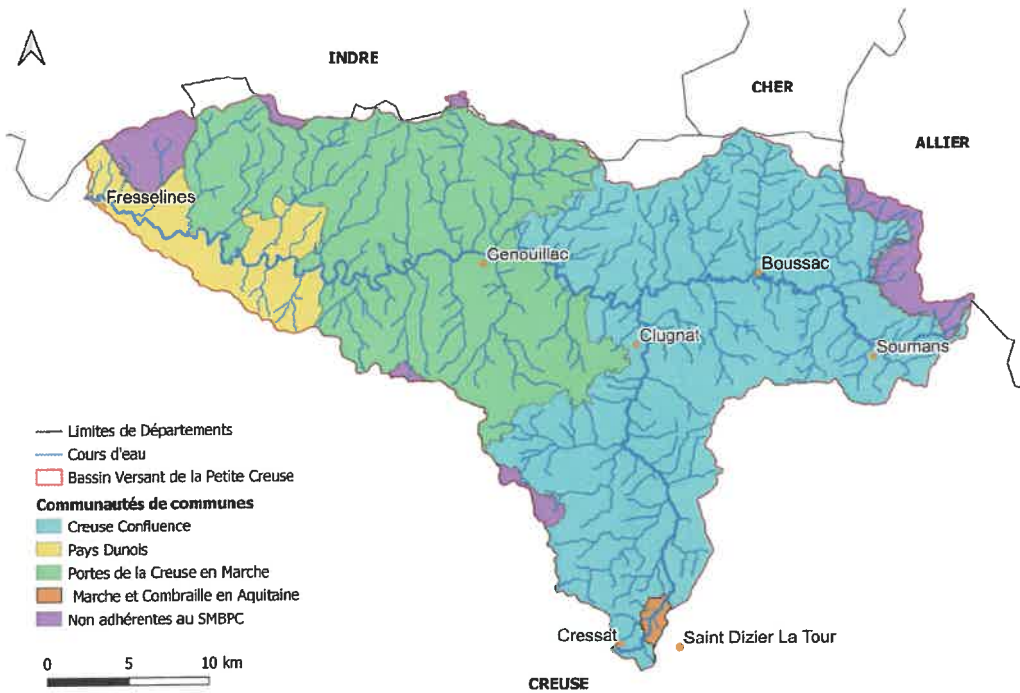 INDRE
CHER
ALLIER
Fresselines
Genouillac
Boussac
Clugnat
Soumans
Limites de Départements
Cours d'eau
Bassin Versant de la Petite Creuse
Communautés de communes
Creuse Confluence
Pays Dunois
Portes de la Creuse en Marche
Marche et Combraille en Aquitaine
Non adhérentes au SMBPC
Cressat
Saint Dizier La Tour
0 5 10 km
CREUSE